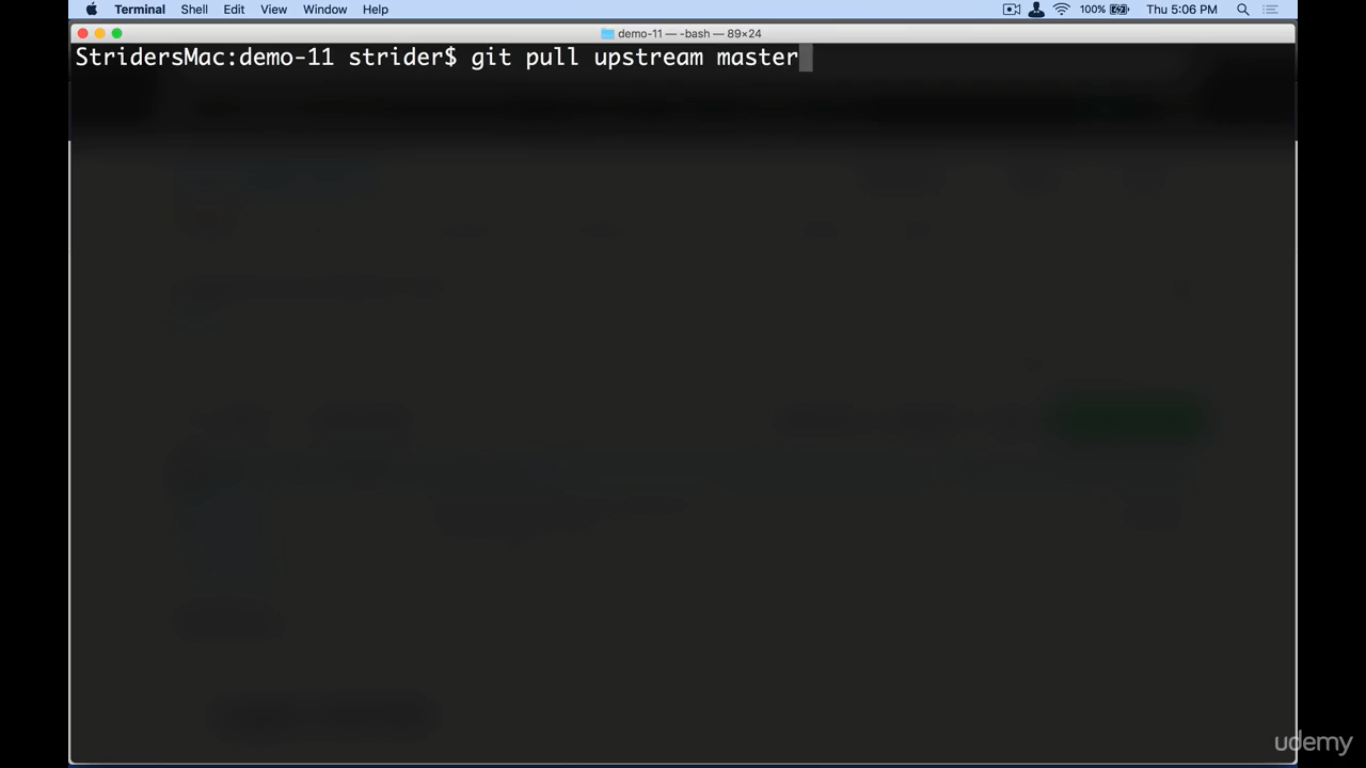 Terminal Shell Edit View Window Help 100% Thu 5:06 PM
demo-11 — -bash — 89×24
StridersMac:demo-11 strider$ git pull upstream master
udemy